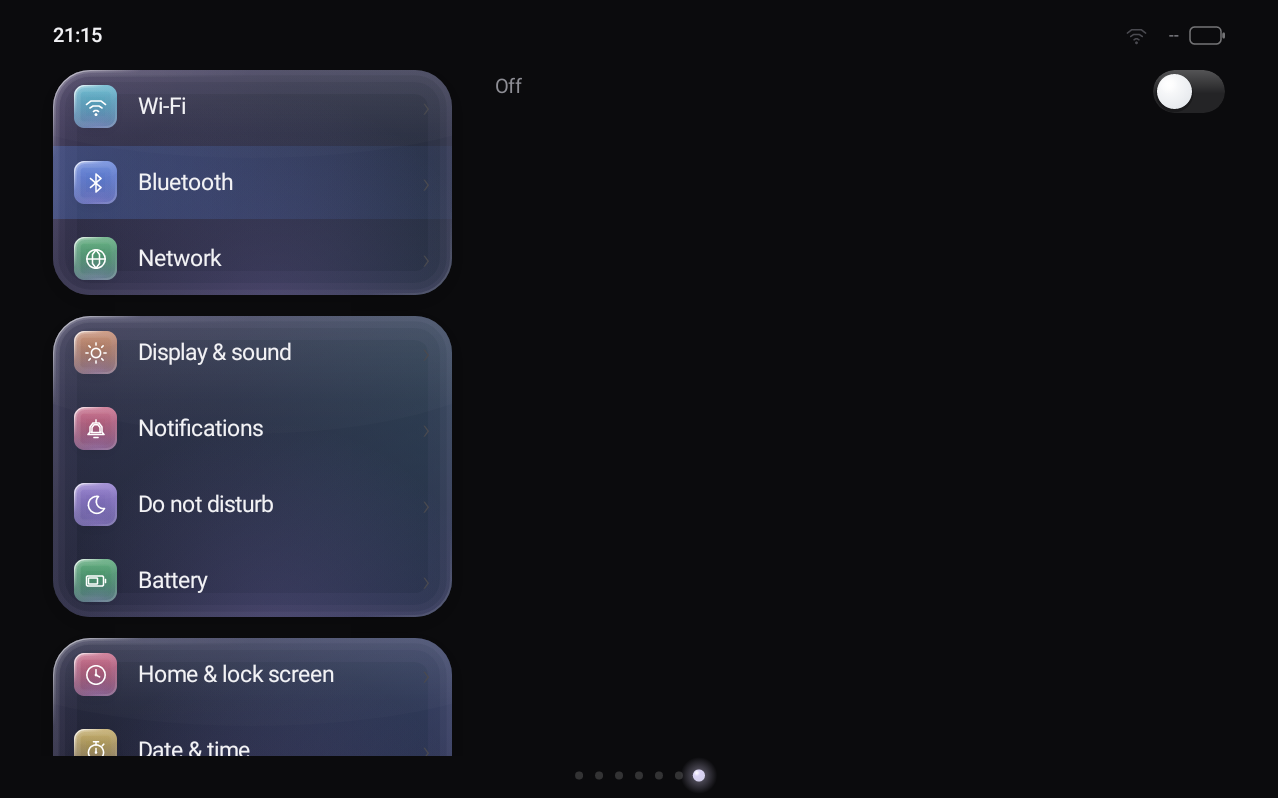 21:15
--
Wi-Fi
Off
Bluetooth
Network
Display & sound
Notifications
Do not disturb
Battery
Home & lock screen
Date & time